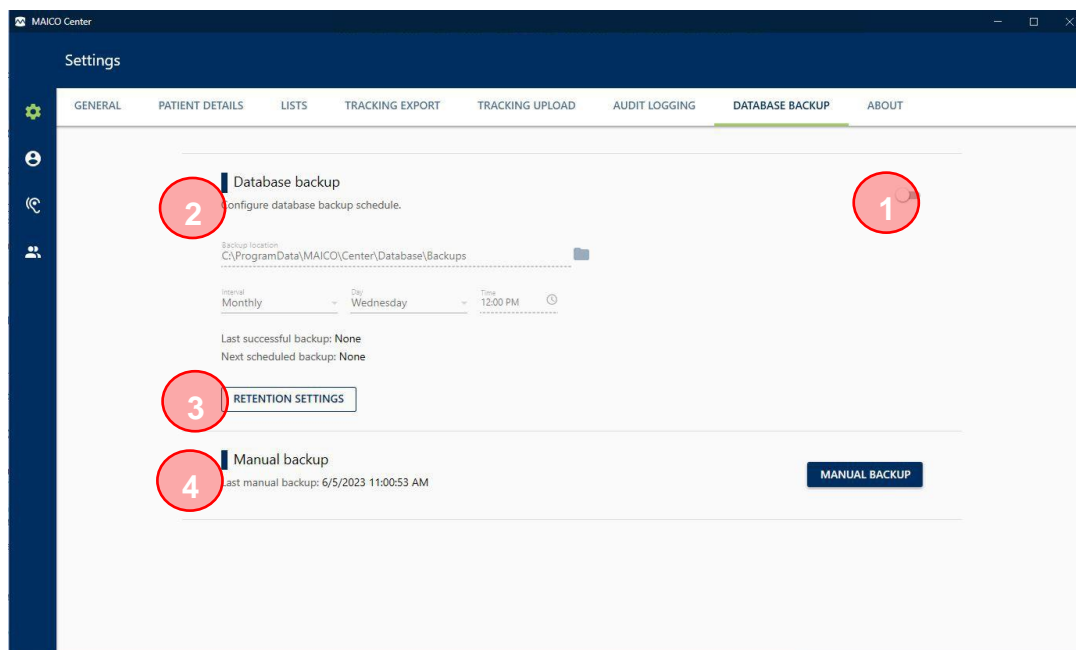 MAICO Center
Settings
GENERAL PATIENT DETAILS LISTS TRACKING EXPORT TRACKING UPLOAD AUDIT LOGGING DATABASE BACKUP ABOUT
Database backup
1
2
Configure database backup schedule.
Backup location
C:\ProgramData\MAICO\Center\Database\Backups
Interval Day Time
Monthly Wednesday 12:00 PM
Last successful backup: None
Next scheduled backup: None
3 RETENTION SETTINGS
Manual backup
MANUAL BACKUP
4 Last manual backup: 6/5/2023 11:00:53 AM